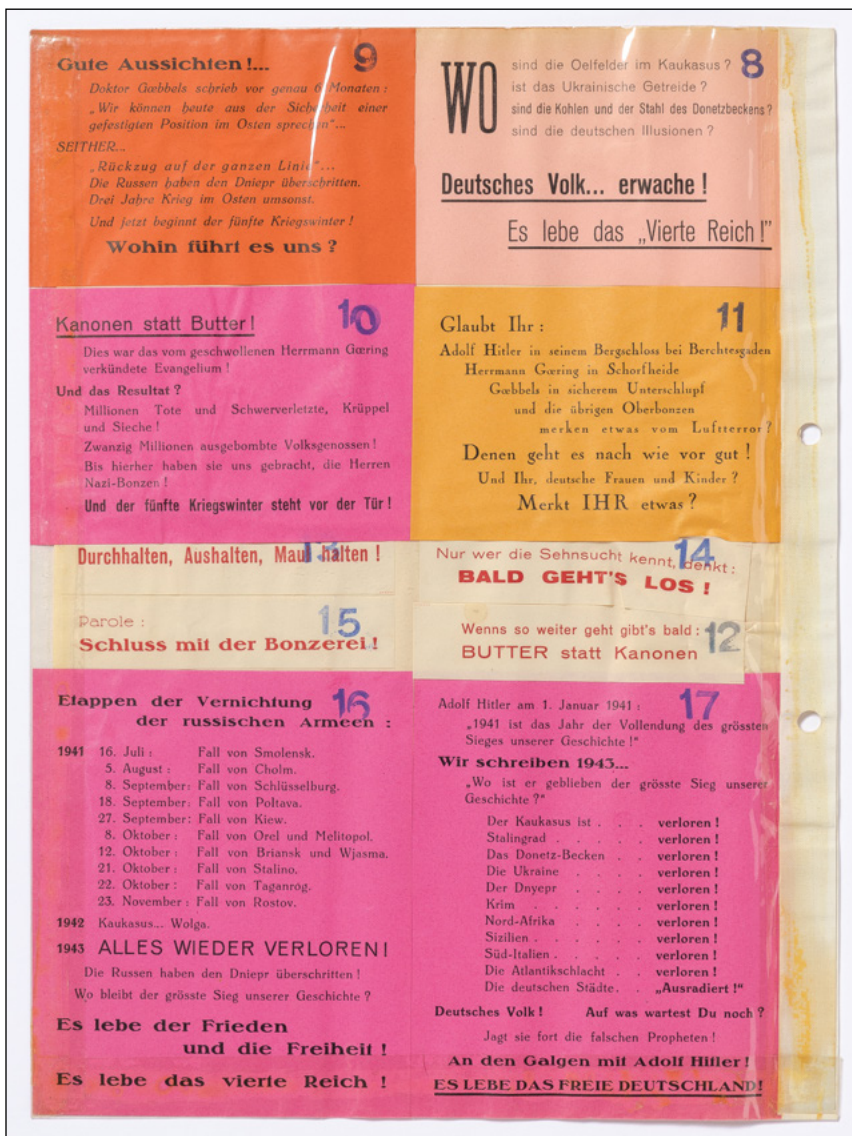 9
Gute Aussichten!...
Doktor Gœbbels schrieb vor genau 6 Monaten :
„Wir können heute aus der Sicherheit einer
gefestigten Position im Osten sprechen“...
SEITHER...
„Rückzug auf der ganzen Linie“...
Die Russen haben den Dniepr überschritten.
Drei Jahre Krieg im Osten umsonst.
Und jetzt beginnt der fünfte Kriegswinter !
Wohin führt es uns ?
8
WO
sind die Oelfelder im Kaukasus ?
ist das Ukrainische Getreide ?
sind die Kohlen und der Stahl des Donetzbeckens ?
sind die deutschen Illusionen ?
Deutsches Volk... erwache !
Es lebe das „Vierte Reich !"
10
Kanonen statt Butter !
Dies war das vom geschwollenen Herrmann Gœring
verkündete Evangelium !
Und das Resultat ?
Millionen Tote und Schwerverletzte, Krüppel
und Sieche !
Zwanzig Millionen ausgebombte Volksgenossen !
Bis hierher haben sie uns gebracht, die Herren
Nazi-Bonzen !
Und der fünfte Kriegswinter steht vor der Tür !
11
Glaubt Ihr :
Adolf Hitler in seinem Bergschloss bei Berchtesgaden
Herrmann Gœring in Schorfheide
Gœbbels in sicherem Unterschlupf
und die übrigen Oberbonzen
merken etwas vom Luftterror ?
Denen geht es nach wie vor gut !
Und Ihr, deutsche Frauen und Kinder ?
Merkt IHR etwas ?
Durchhalten, Aushalten, Maul halten !
14
Nur wer die Sehnsucht kennt, denkt :
BALD GEHT'S LOS !
15
Parole :
Schluss mit der Bonzerei !
12
Wenns so weiter geht gibt's bald :
BUTTER statt Kanonen
16
Etappen der Vernichtung
der russischen Armeen :
1941 16. Juli : Fall von Smolensk.
5. August : Fall von Cholm.
8. September : Fall von Schlüsselburg.
18. September : Fall von Poltava.
27. September : Fall von Kiew.
8. Oktober : Fall von Orel und Melitopol.
12. Oktober : Fall von Briansk und Wjasma.
21. Oktober : Fall von Stalino.
22. Oktober : Fall von Taganrog.
23. November : Fall von Rostov.
1942 Kaukasus... Wolga.
1943 ALLES WIEDER VERLOREN !
Die Russen haben den Dniepr überschritten !
Wo bleibt der grösste Sieg unserer Geschichte ?
Es lebe der Frieden
und die Freiheit !
Es lebe das vierte Reich !
17
Adolf Hitler am 1. Januar 1941 :
„1941 ist das Jahr der Vollendung des grössten
Sieges unserer Geschichte !"
Wir schreiben 1943...
„Wo ist er geblieben der grösste Sieg unserer
Geschichte ?"
Der Kaukasus ist . . . verloren !
Stalingrad . . . . . verloren !
Das Donetz-Becken . . verloren !
Die Ukraine . . . . verloren !
Der Dnyepr . . . . . verloren !
Krim . . . . . . verloren !
Nord-Afrika . . . . verloren !
Sizilien . . . . . . verloren !
Süd-Italien . . . . . verloren !
Die Atlantikschlacht . . verloren !
Die deutschen Städte . . „Ausradiert !"
Deutsches Volk ! Auf was wartest Du noch ?
Jagt sie fort die falschen Propheten !
An den Galgen mit Adolf Hitler !
ES LEBE DAS FREIE DEUTSCHLAND !